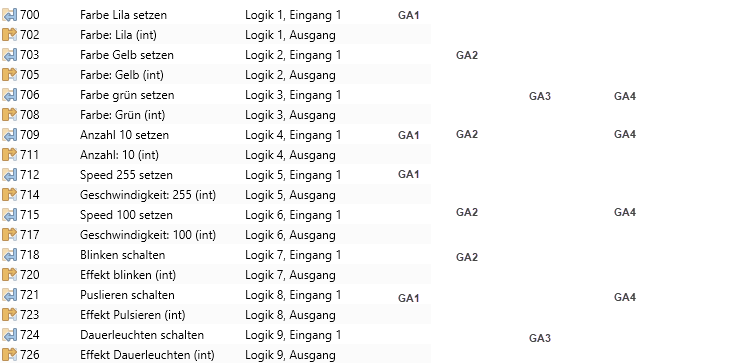 700 Farbe Lila setzen Logik 1, Eingang 1 GA1
702 Farbe: Lila (int) Logik 1, Ausgang
703 Farbe Gelb setzen Logik 2, Eingang 1 GA2
705 Farbe: Gelb (int) Logik 2, Ausgang
706 Farbe grün setzen Logik 3, Eingang 1 GA3 GA4
708 Farbe: Grün (int) Logik 3, Ausgang
709 Anzahl 10 setzen Logik 4, Eingang 1 GA1 GA2 GA4
711 Anzahl: 10 (int) Logik 4, Ausgang
712 Speed 255 setzen Logik 5, Eingang 1 GA1
714 Geschwindigkeit: 255 (int) Logik 5, Ausgang
715 Speed 100 setzen Logik 6, Eingang 1 GA2 GA4
717 Geschwindigkeit: 100 (int) Logik 6, Ausgang
718 Blinken schalten Logik 7, Eingang 1 GA2
720 Effekt blinken (int) Logik 7, Ausgang
721 Puslieren schalten Logik 8, Eingang 1 GA1 GA4
723 Effekt Pulsieren (int) Logik 8, Ausgang
724 Dauerleuchten schalten Logik 9, Eingang 1 GA3
726 Effekt Dauerleuchten (int) Logik 9, Ausgang